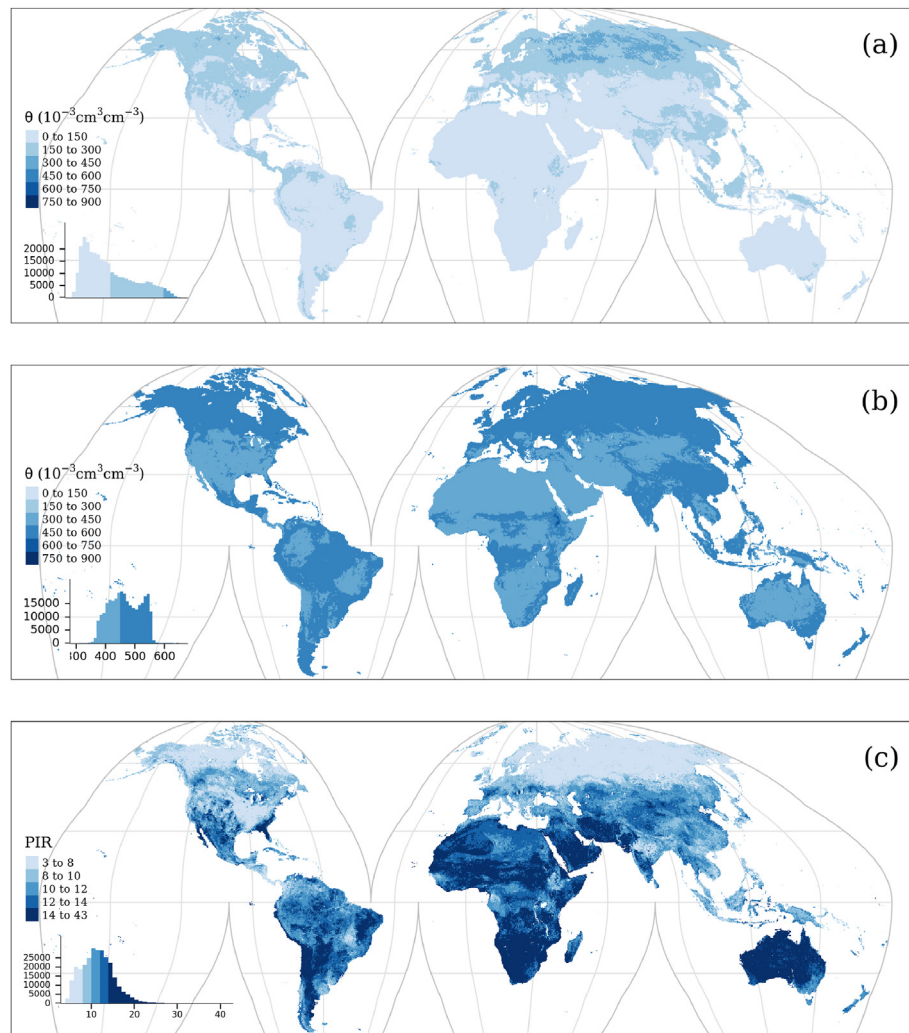 (a)
θ (10⁻³cm³cm⁻³)
0 to 150
150 to 300
300 to 450
450 to 600
600 to 750
750 to 900
20000
15000
10000
5000
0
(b)
θ (10⁻³cm³cm⁻³)
0 to 150
150 to 300
300 to 450
450 to 600
600 to 750
750 to 900
15000
10000
5000
0
400 500 600
(c)
PIR
3 to 8
8 to 10
10 to 12
12 to 14
14 to 43
25000
20000
15000
10000
5000
0
10 20 30 40